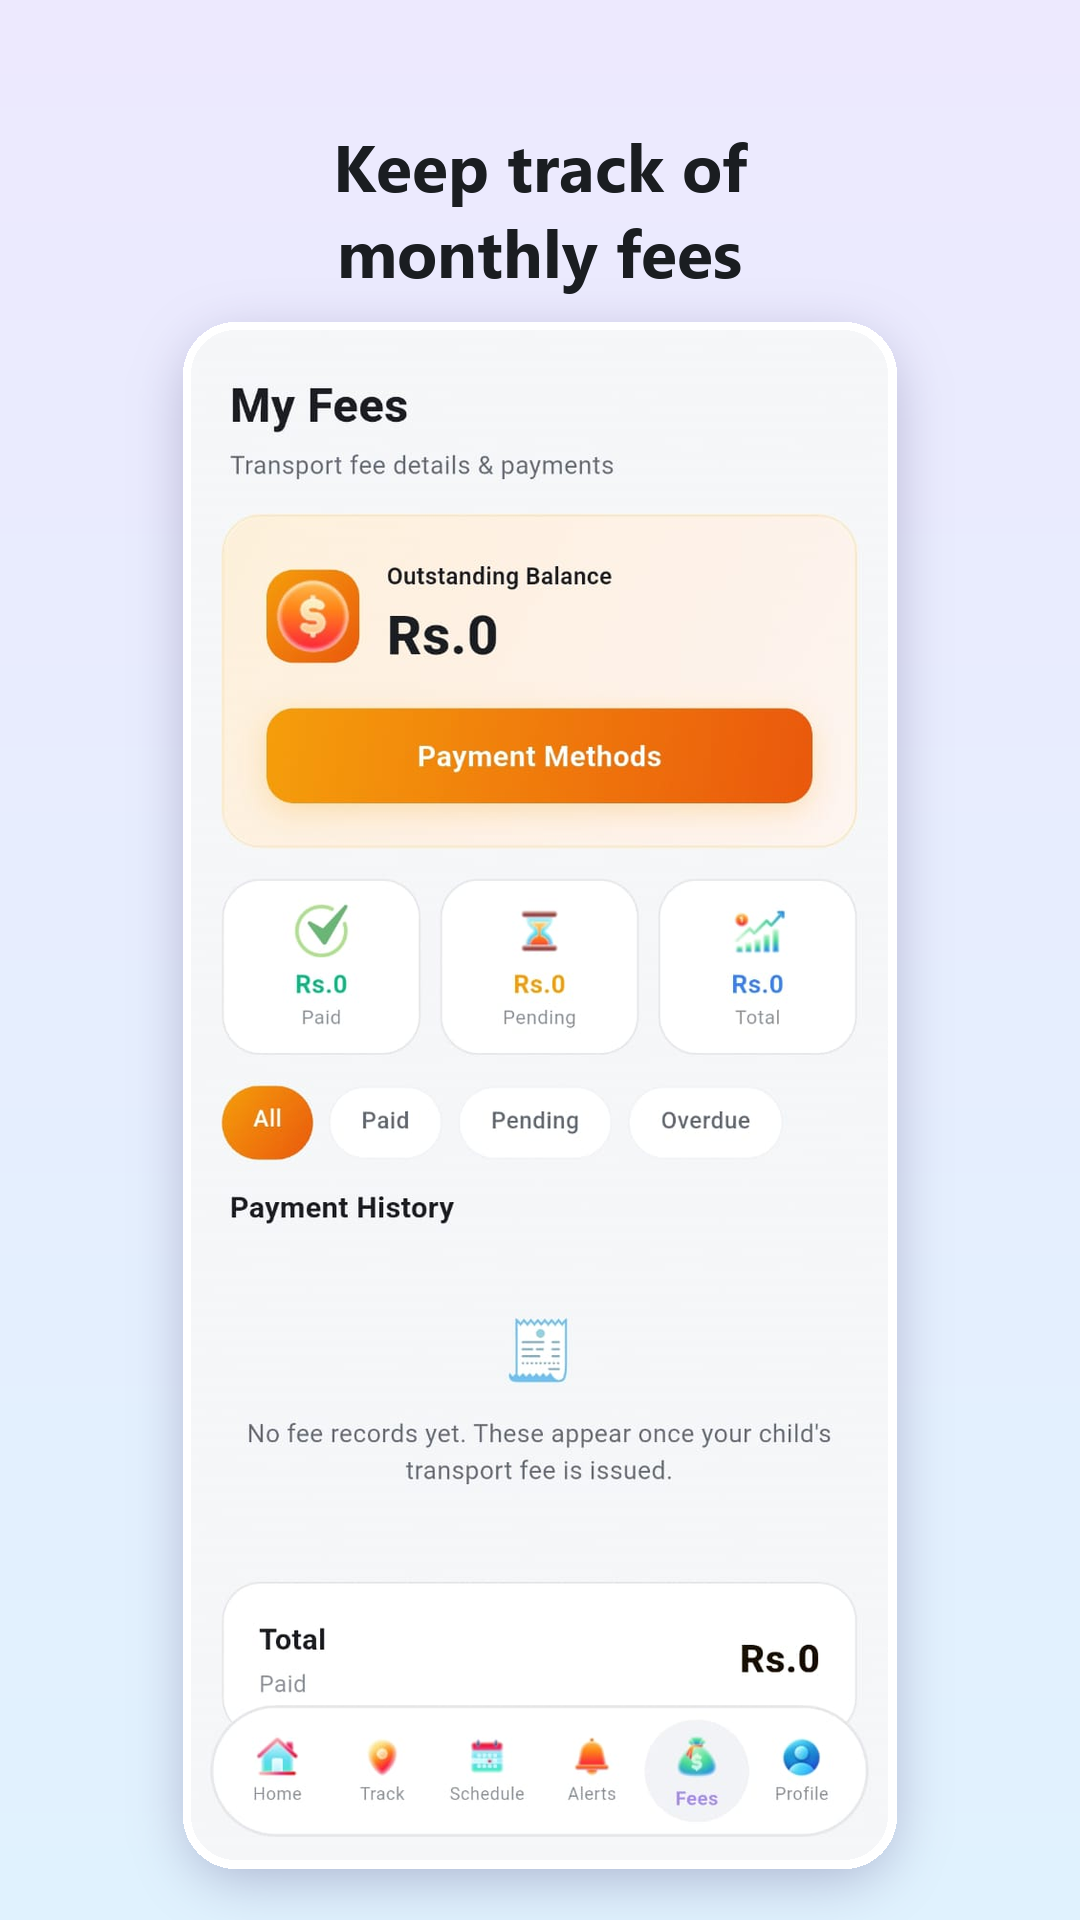 Keep track of
monthly fees
My Fees
Transport fee details & payments
Outstanding Balance
Rs.0
Payment Methods
Rs.0
Paid
Rs.0
Pending
Rs.0
Total
All
Paid
Pending
Overdue
Payment History
No fee records yet. These appear once your child's
transport fee is issued.
Total
Paid
Rs.0
Home
Track
Schedule
Alerts
Fees
Profile